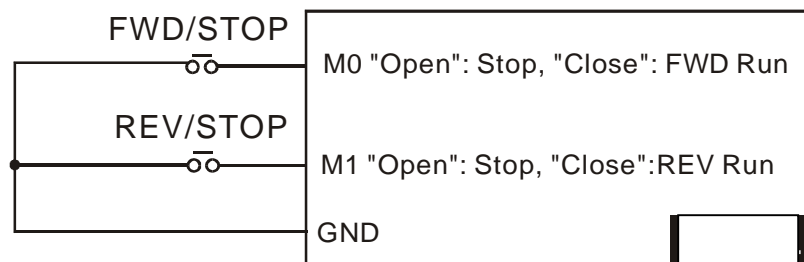 FWD/STOP
M0 "Open": Stop, "Close": FWD Run
REV/STOP
M1 "Open": Stop, "Close":REV Run
GND